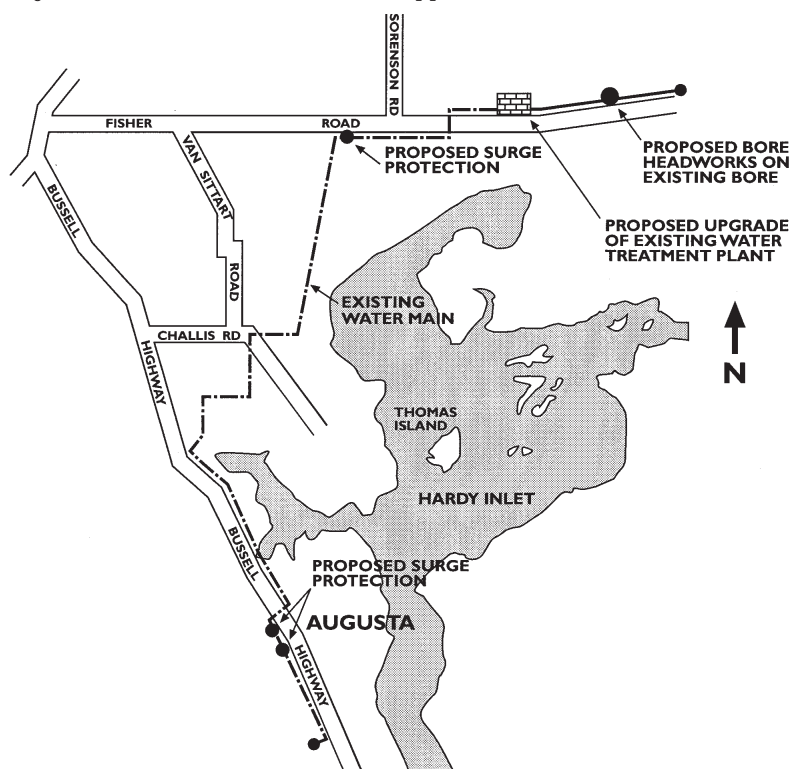 SORENSON RD
FISHER
ROAD
PROPOSED SURGE
PROTECTION
PROPOSED BORE
HEADWORKS ON
EXISTING BORE
VAN SITTART
ROAD
PROPOSED UPGRADE
OF EXISTING WATER
TREATMENT PLANT
BUSSELL
HIGHWAY
EXISTING
WATER MAIN
CHALLIS RD
N
THOMAS
ISLAND
HARDY INLET
BUSSELL
HIGHWAY
PROPOSED SURGE
PROTECTION
AUGUSTA